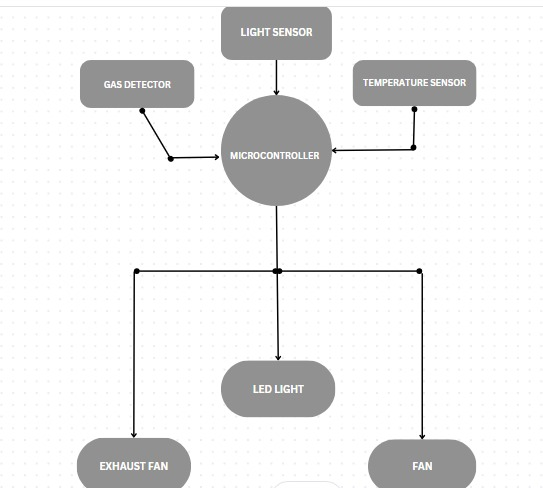 LIGHT SENSOR
GAS DETECTOR
TEMPERATURE SENSOR
MICROCONTROLLER
LED LIGHT
EXHAUST FAN
FAN